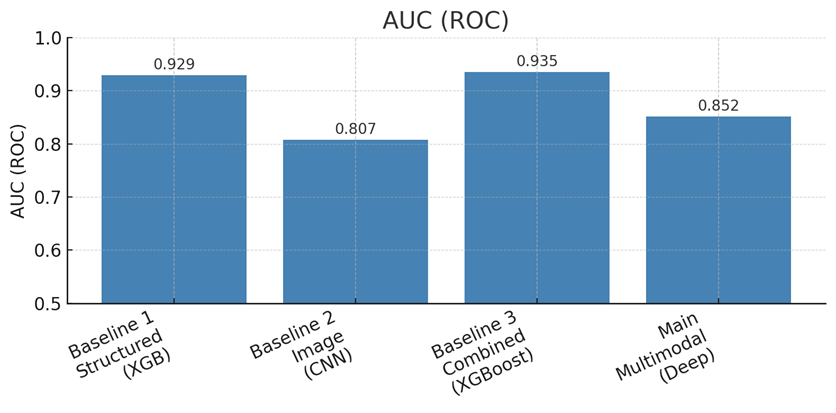 AUC (ROC)
1.0
0.9
0.8
0.7
0.6
0.5
AUC (ROC)
0.929
0.807
0.935
0.852
Baseline 1
Structured
(XGB)
Baseline 2
Image
(CNN)
Baseline 3
Combined
(XGBoost)
Main
Multimodal
(Deep)